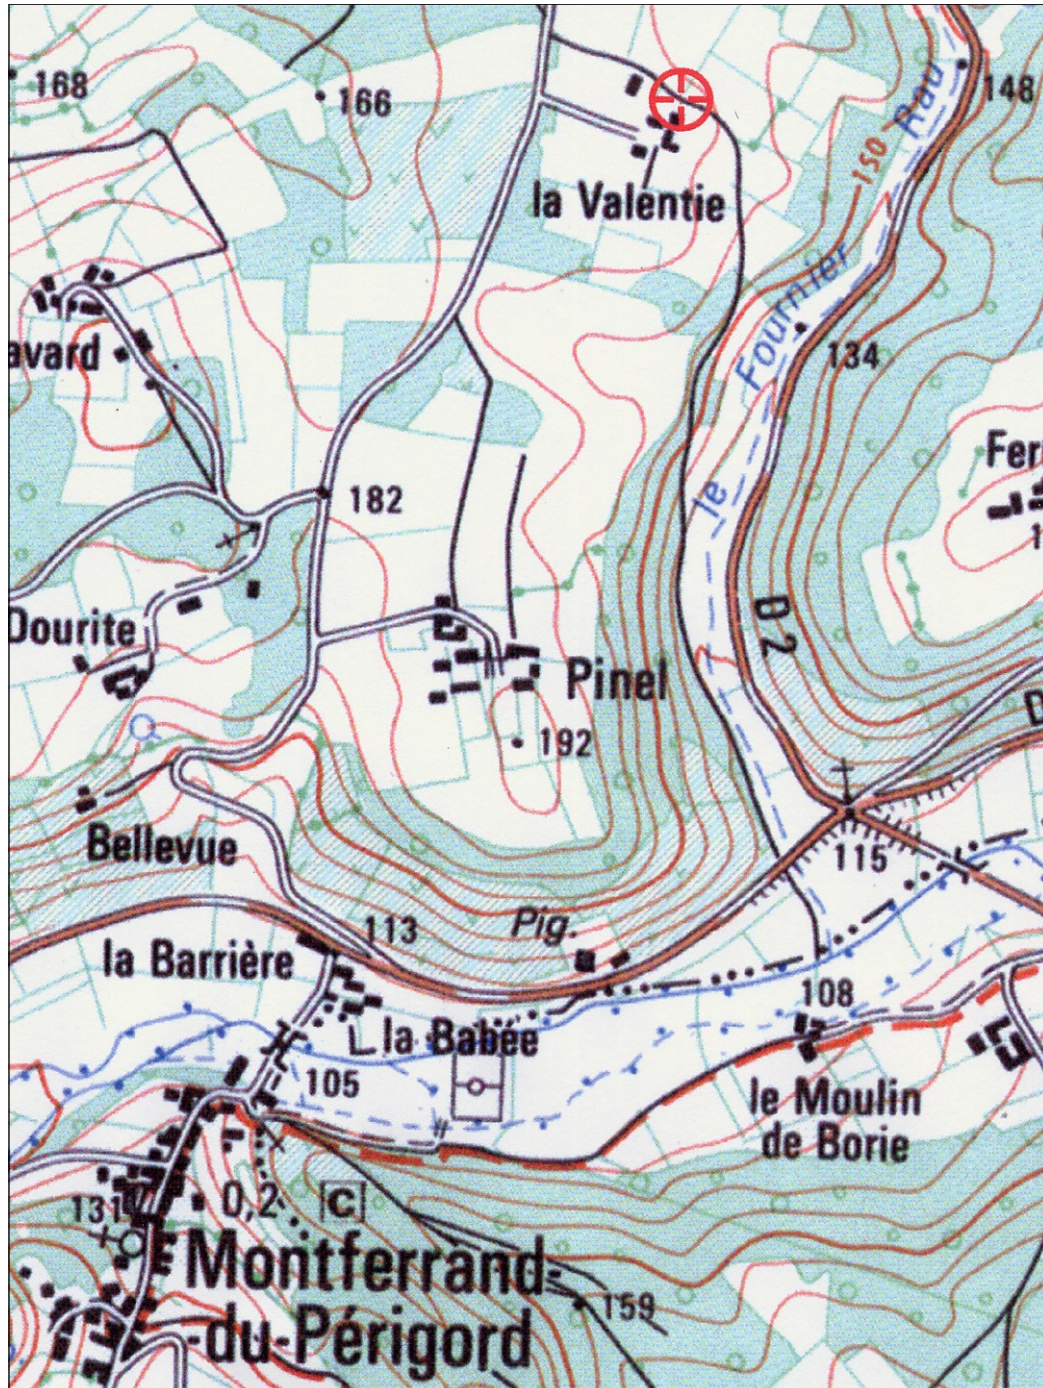 168
166
148
Rau
150
la Valentie
Fournier
134
avard
le
182
Dourite
D 2
Pinel
192
Bellevue
115
Pig.
113
la Barrière
108
la Babée
105
le Moulin
de Borie
131
0,2
C
Montferrand-
-du-Périgord
159